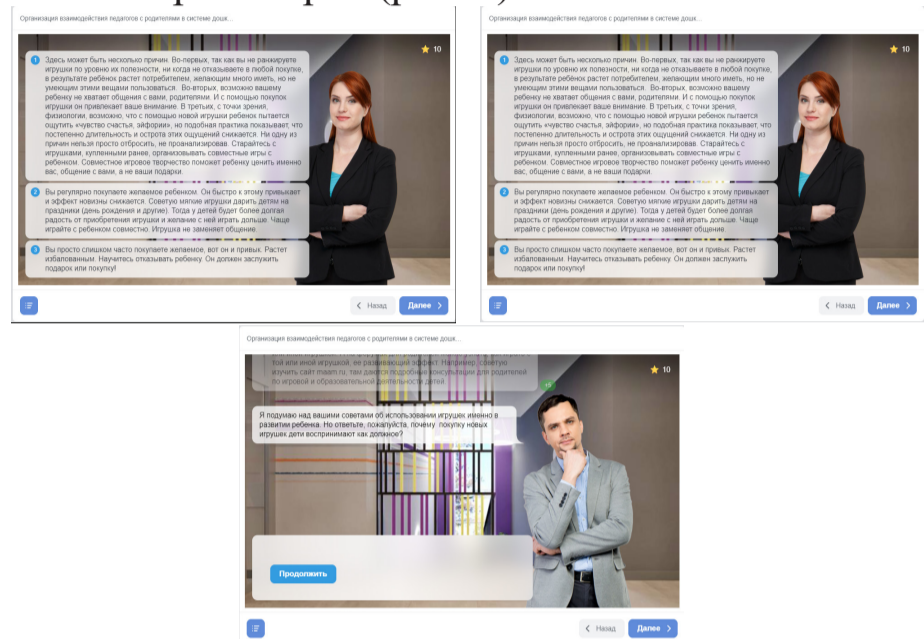 Организация взаимодействия педагогов с родителями в системе дошк...
10
1 Здесь может быть несколько причин. Во-первых, так как вы не ранжируете
игрушки по уровню их полезности, ни когда не отказываете в любой покупке,
в результате ребёнок растет потребителем, желающим много иметь, но не
умеющим этими вещами пользоваться. Во-вторых, возможно вашему
ребенку не хватает общения с вами, родителями. И с помощью покупок
игрушки он привлекает ваше внимание. В третьих, с точки зрения,
физиологии, возможно, что с помощью новой игрушки ребенок пытается
ощутить «чувство счастья, эйфории», но подобная практика показывает, что
постепенно длительность и острота этих ощущений снижается. Ни одну из
причин нельзя просто отбросить, не проанализировав. Старайтесь с
игрушками, купленными ранее, организовывать совместные игры с
ребенком. Совместное игровое творчество поможет ребенку ценить именно
вас, общение с вами, а не ваши подарки.
2 Вы регулярно покупаете желаемое ребенком. Он быстро к этому привыкает
и эффект новизны снижается. Советую мягкие игрушки дарить детям на
праздники (день рождения и другие). Тогда у детей будет более долгая
радость от приобретения игрушки и желание с ней играть дольше. Чаще
играйте с ребенком совместно. Игрушка не заменяет общение.
3 Вы просто слишком часто покупаете желаемое, вот он и привык. Растет
избалованным. Научитесь отказывать ребенку. Он должен заслужить
подарок или покупку!
Назад Далее
Организация взаимодействия педагогов с родителями в системе дошк...
10
1 Здесь может быть несколько причин. Во-первых, так как вы не ранжируете
игрушки по уровню их полезности, ни когда не отказываете в любой покупке,
в результате ребёнок растет потребителем, желающим много иметь, но не
умеющим этими вещами пользоваться. Во-вторых, возможно вашему
ребенку не хватает общения с вами, родителями. И с помощью покупок
игрушки он привлекает ваше внимание. В третьих, с точки зрения,
физиологии, возможно, что с помощью новой игрушки ребенок пытается
ощутить «чувство счастья, эйфории», но подобная практика показывает, что
постепенно длительность и острота этих ощущений снижается. Ни одну из
причин нельзя просто отбросить, не проанализировав. Старайтесь с
игрушками, купленными ранее, организовывать совместные игры с
ребенком. Совместное игровое творчество поможет ребенку ценить именно
вас, общение с вами, а не ваши подарки.
2 Вы регулярно покупаете желаемое ребенком. Он быстро к этому привыкает
и эффект новизны снижается. Советую мягкие игрушки дарить детям на
праздники (день рождения и другие). Тогда у детей будет более долгая
радость от приобретения игрушки и желание с ней играть дольше. Чаще
играйте с ребенком совместно. Игрушка не заменяет общение.
3 Вы просто слишком часто покупаете желаемое, вот он и привык. Растет
избалованным. Научитесь отказывать ребенку. Он должен заслужить
подарок или покупку!
Назад Далее
Организация взаимодействия педагогов с родителями в системе дошк...
10
той или иной игрушкой, ее развивающий эффект. Например, советую
изучить сайт maam.ru, там даются подробные консультации для родителей
по игровой и образовательной деятельности детей.
Я подумаю над вашими советами об использовании игрушек именно в
развитии ребенка. Но ответьте, пожалуйста, почему покупку новых
игрушек дети воспринимают как должное?
Продолжить
Назад Далее